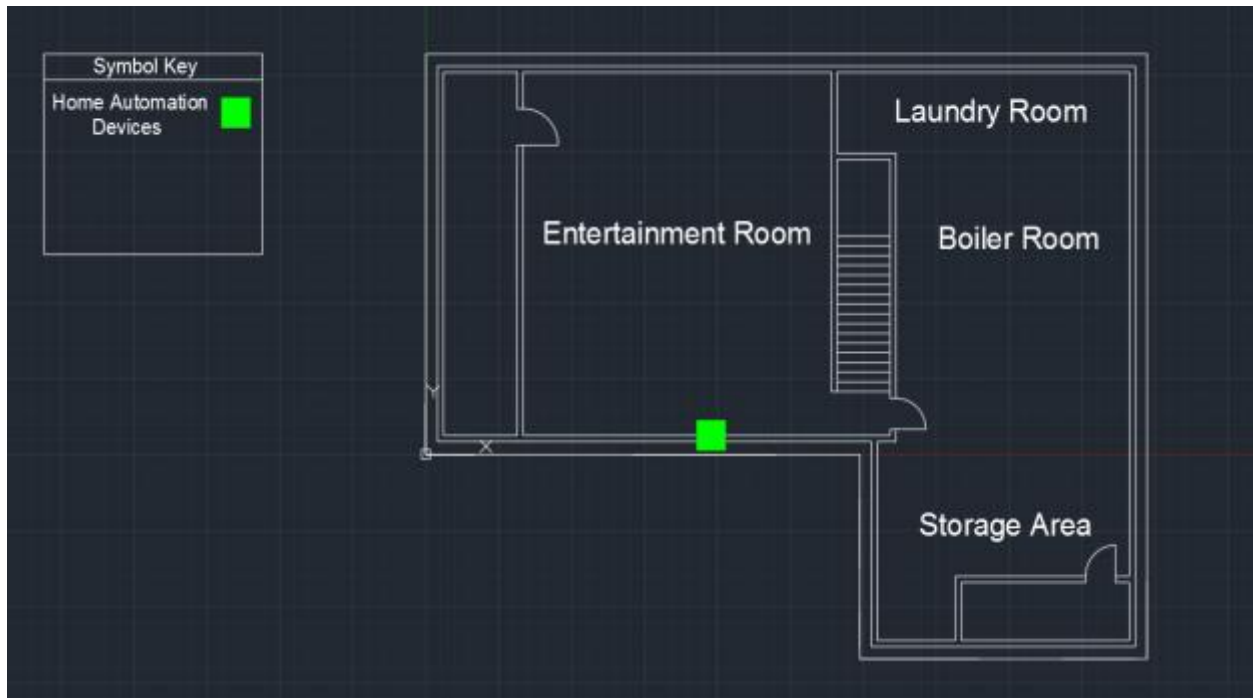 Symbol Key
Home Automation
Devices
Laundry Room
Entertainment Room
Boiler Room
Y
X
Storage Area